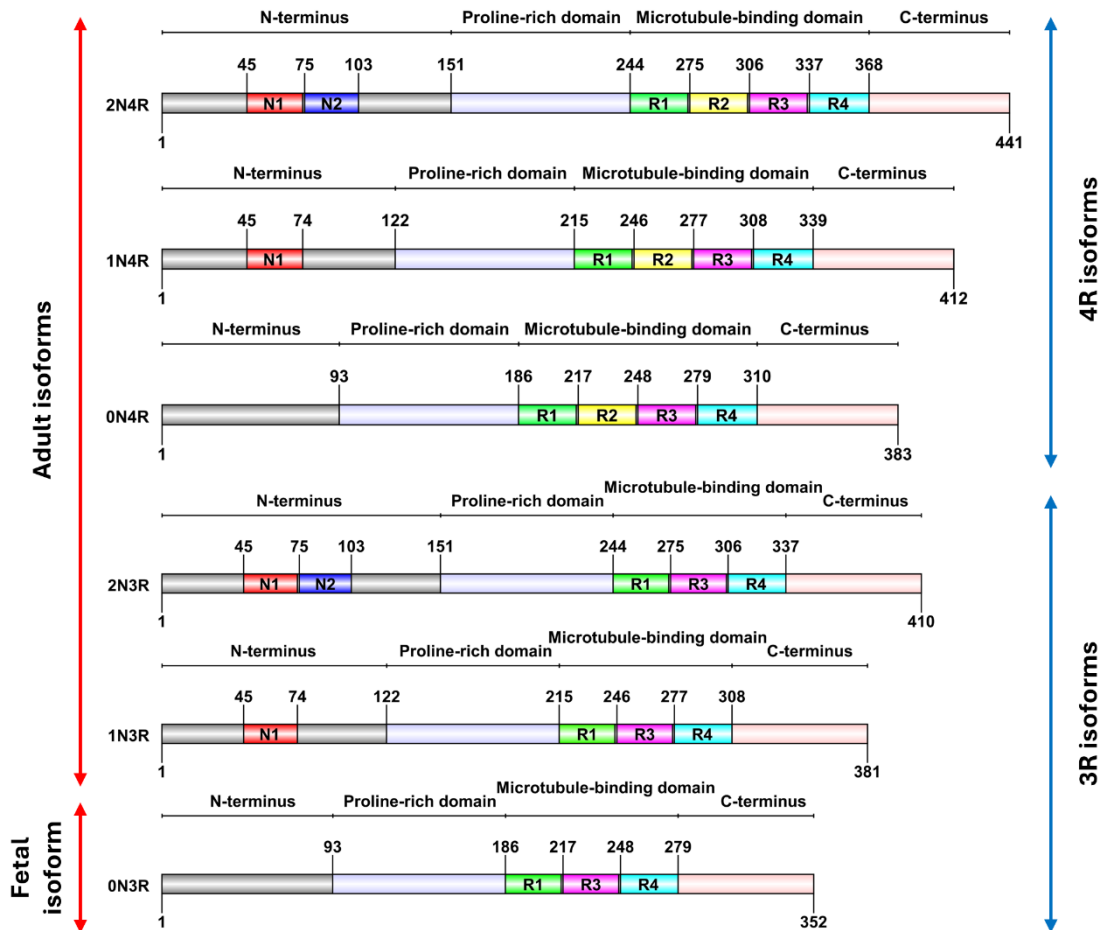 N-terminus Proline-rich domain Microtubule-binding domain C-terminus
45 75 103 151 244 275 306 337 368
2N4R N1 N2 R1 R2 R3 R4
1 441
N-terminus Proline-rich domain Microtubule-binding domain C-terminus
45 74 122 215 246 277 308 339
1N4R N1 R1 R2 R3 R4
1 412
N-terminus Proline-rich domain Microtubule-binding domain C-terminus
93 186 217 248 279 310
0N4R R1 R2 R3 R4
1 383
Microtubule-binding domain
N-terminus Proline-rich domain C-terminus
45 75 103 151 244 275 306 337
2N3R N1 N2 R1 R3 R4
1 410
Microtubule-binding domain
N-terminus Proline-rich domain C-terminus
45 74 122 215 246 277 308
1N3R N1 R1 R3 R4
1 381
Microtubule-binding domain
N-terminus Proline-rich domain C-terminus
93 186 217 248 279
0N3R R1 R3 R4
1 352
Adult isoforms
Fetal
isoform
4R isoforms
3R isoforms